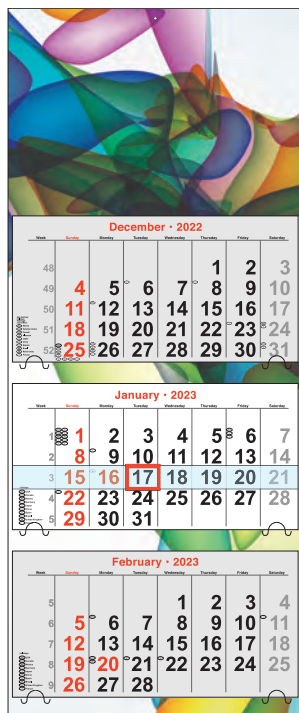 December • 2022
Week Sunday Monday Tuesday Wednesday Thursday Friday Saturday
48 1 2 3
49 4 5 6 7 8 9 10
50 11 12 13 14 15 16 17
51 18 19 20 21 22 23 24
52 25 26 27 28 29 30 31
January • 2023
Week Sunday Monday Tuesday Wednesday Thursday Friday Saturday
1 1 2 3 4 5 6 7
2 8 9 10 11 12 13 14
3 15 16 17 18 19 20 21
4 22 23 24 25 26 27 28
5 29 30 31
February • 2023
Week Sunday Monday Tuesday Wednesday Thursday Friday Saturday
5 1 2 3 4
6 5 6 7 8 9 10 11
7 12 13 14 15 16 17 18
8 19 20 21 22 23 24 25
9 26 27 28